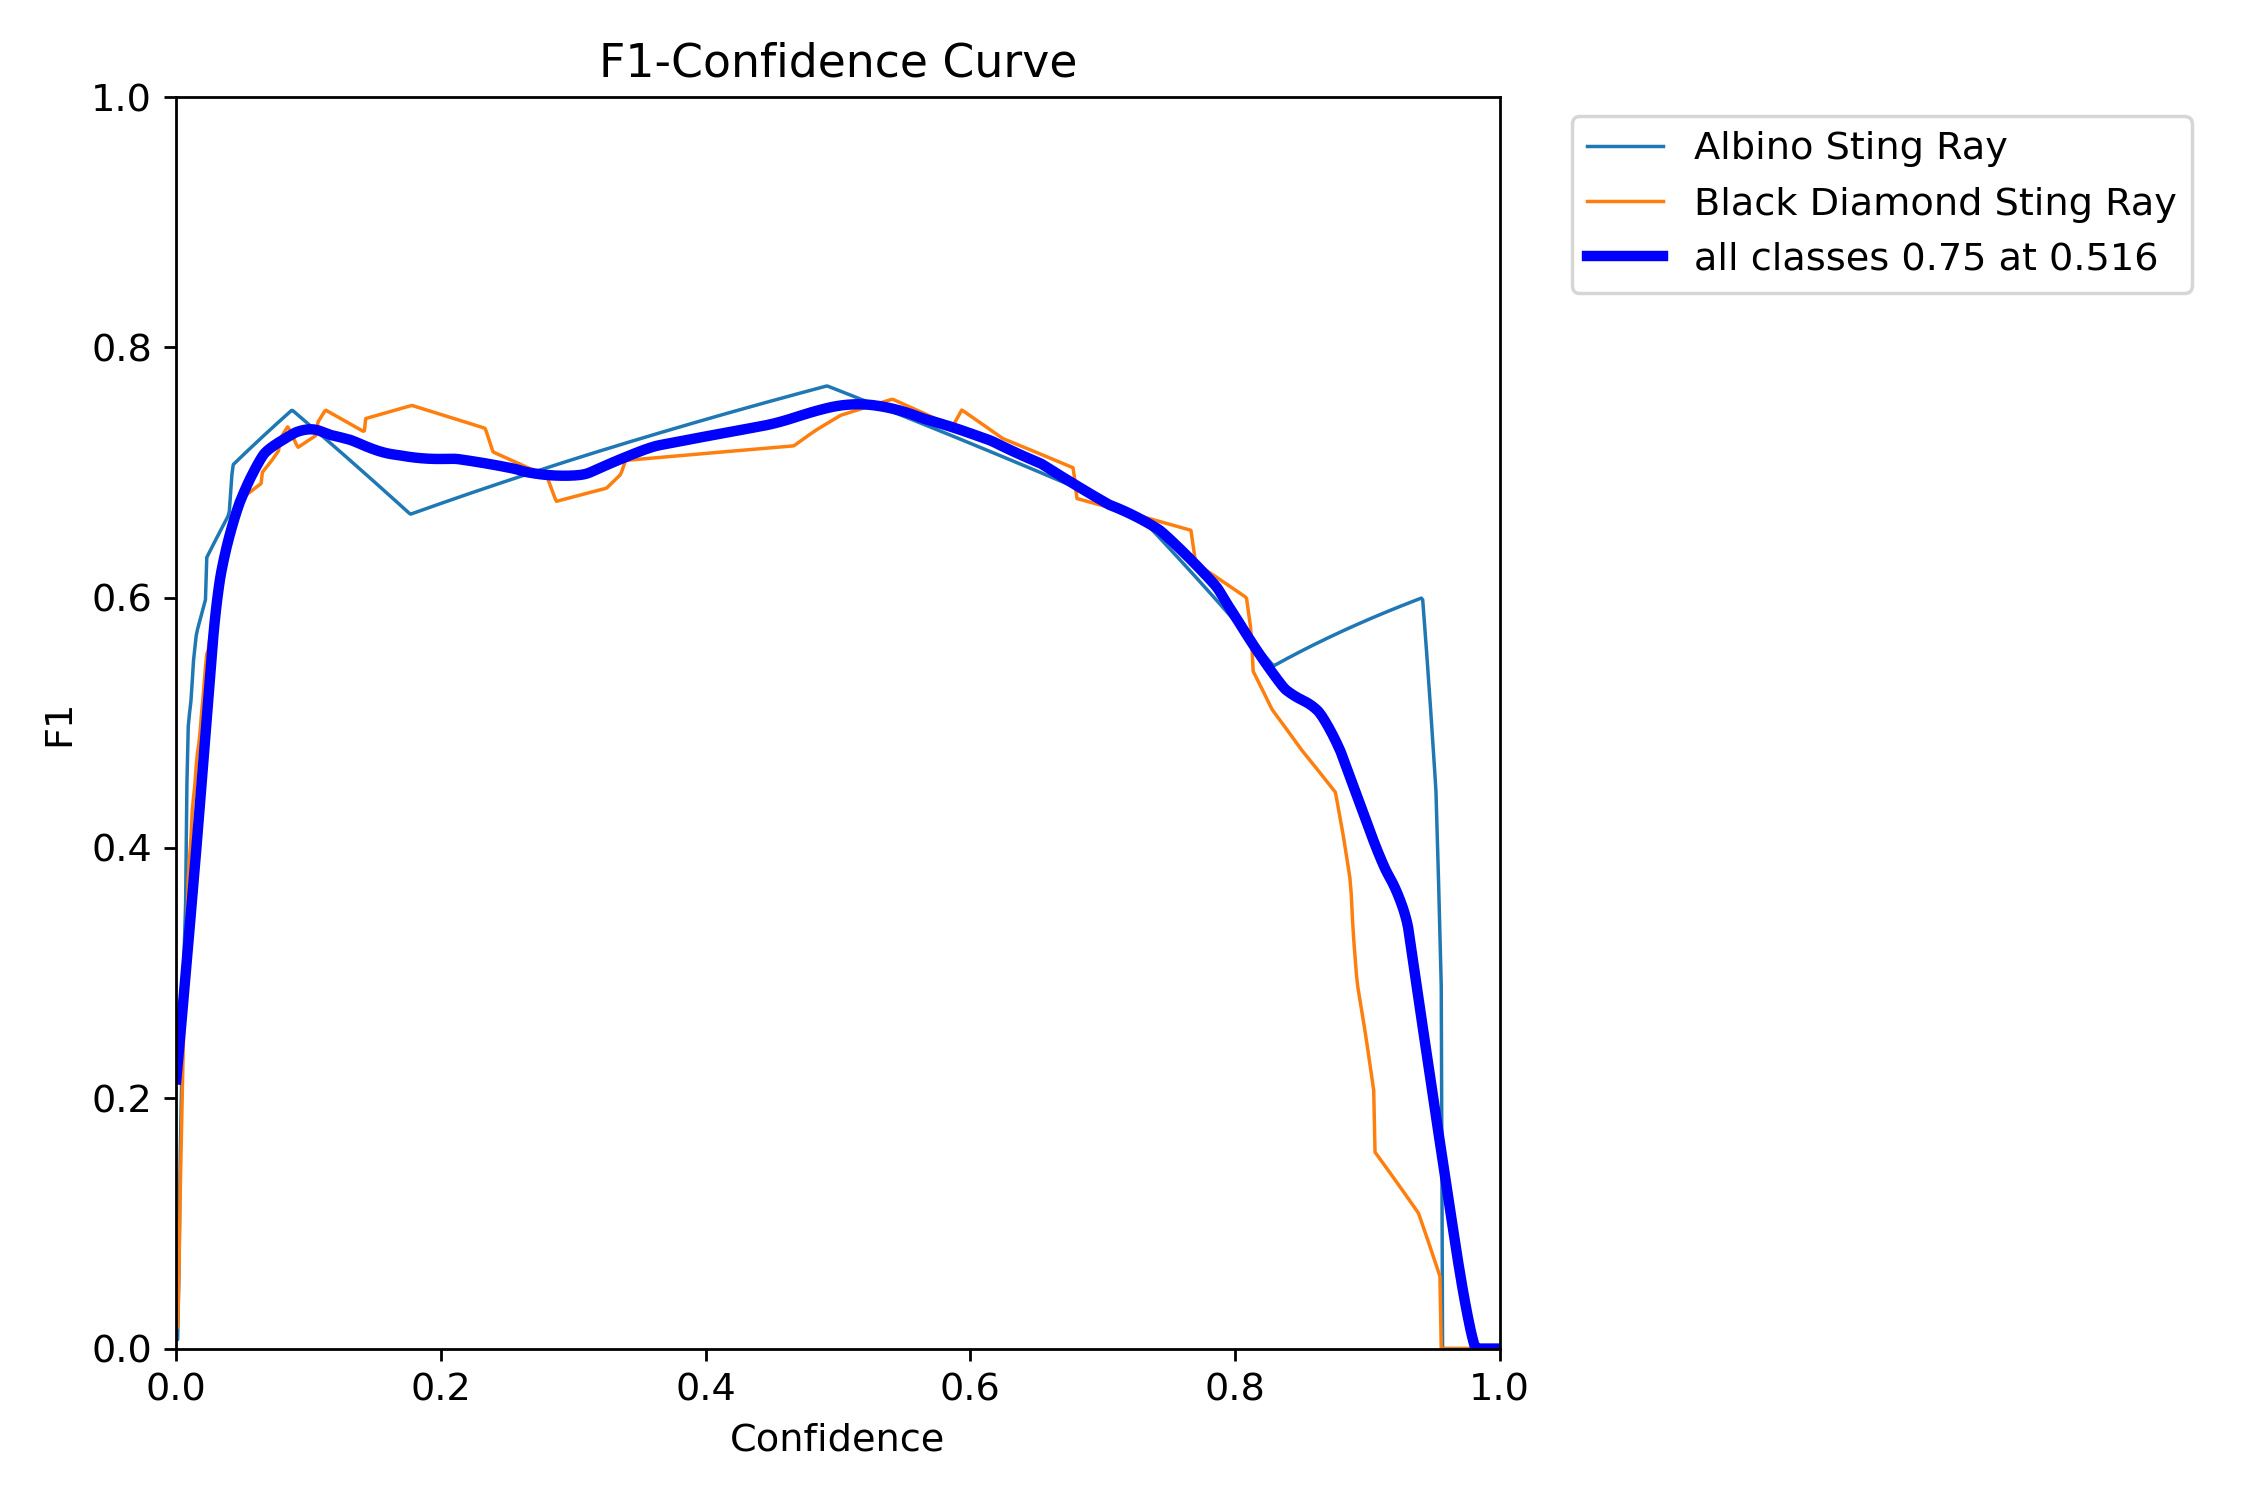 F1-Confidence Curve
1.0
0.8
0.6
0.4
0.2
0.0
F1
0.0 0.2 0.4 0.6 0.8 1.0
Confidence
Albino Sting Ray
Black Diamond Sting Ray
all classes 0.75 at 0.516